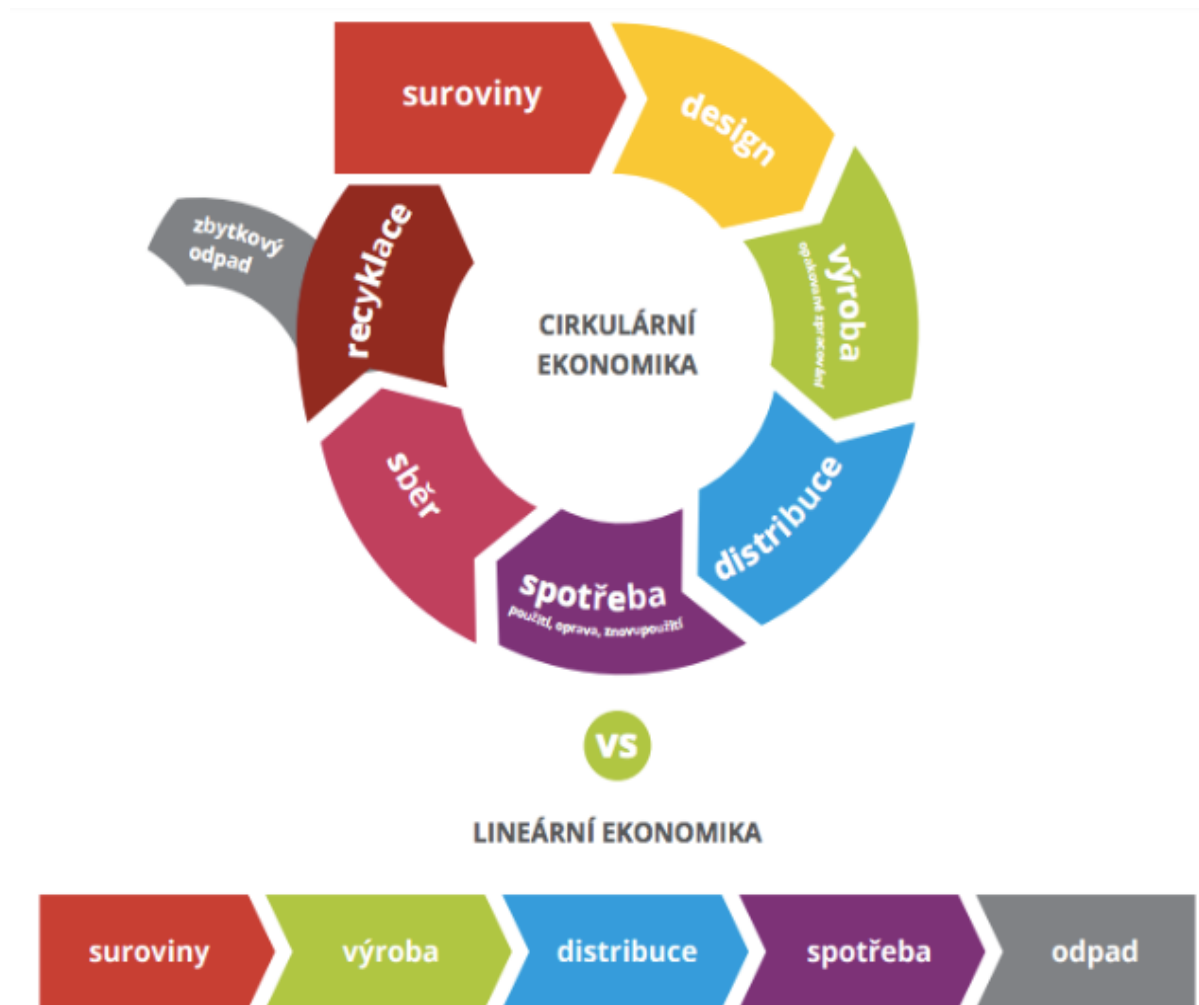 suroviny
design
výroba
opakované zpracování
distribuce
spotřeba
použití, oprava, znovupoužití
sběr
recyklace
zbytkový
odpad
CIRKULÁRNÍ
EKONOMIKA
VS
LINEÁRNÍ EKONOMIKA
suroviny
výroba
distribuce
spotřeba
odpad